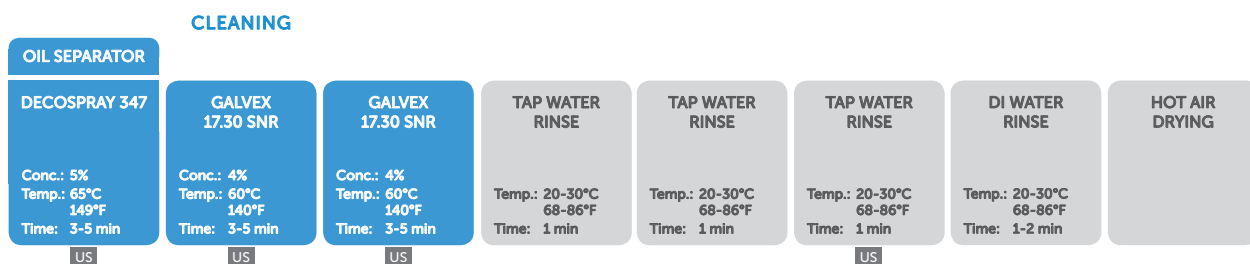 CLEANING
OIL SEPARATOR
DECOSPRAY 347
Conc.: 5%
Temp.: 65°C
149°F
Time: 3-5 min
US
GALVEX
17.30 SNR
Conc.: 4%
Temp.: 60°C
140°F
Time: 3-5 min
US
GALVEX
17.30 SNR
Conc.: 4%
Temp.: 60°C
140°F
Time: 3-5 min
US
TAP WATER
RINSE
Temp.: 20-30°C
68-86°F
Time: 1 min
TAP WATER
RINSE
Temp.: 20-30°C
68-86°F
Time: 1 min
TAP WATER
RINSE
Temp.: 20-30°C
68-86°F
Time: 1 min
US
DI WATER
RINSE
Temp.: 20-30°C
68-86°F
Time: 1-2 min
HOT AIR
DRYING